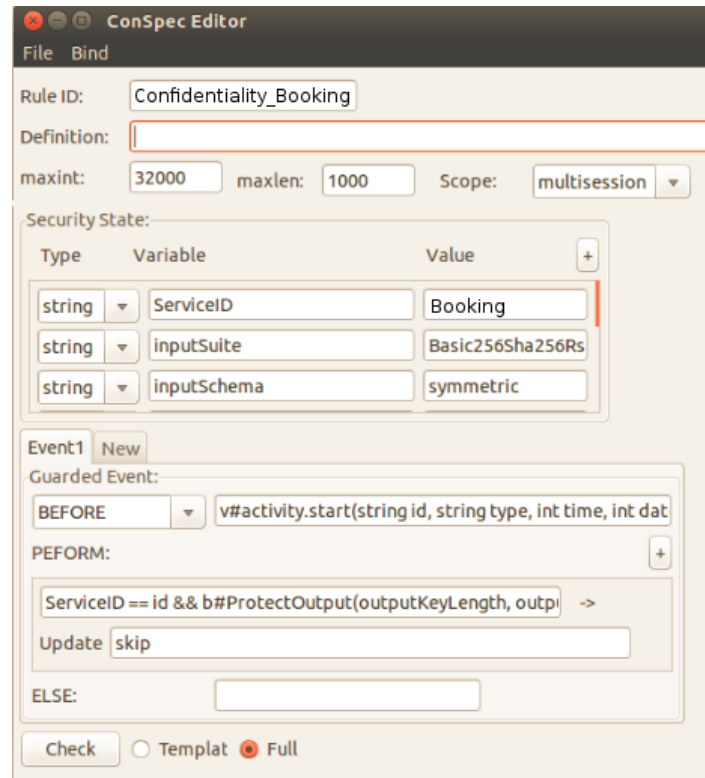 ConSpec Editor
File Bind
Rule ID: Confidentiality_Booking
Definition:
maxint: 32000 maxlen: 1000 Scope: multisession
Security State:
Type Variable Value +
string ServiceID Booking
string inputSuite Basic256Sha256Rs
string inputSchema symmetric
Event1 New
Guarded Event:
BEFORE v#activity.start(string id, string type, int time, int dat
PEFORM: +
ServiceID == id && b#ProtectOutput(outputKeyLength, outpu ->
Update skip
ELSE:
Check Templat Full